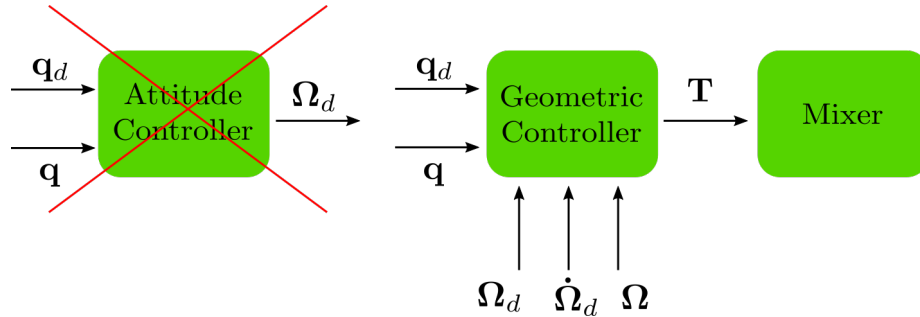 𝐪_d
Attitude
Controller
𝐪
𝛀_d
𝐪_d
Geometric
Controller
𝐪
𝐓
Mixer
𝛀_d 𝛀̇_d 𝛀